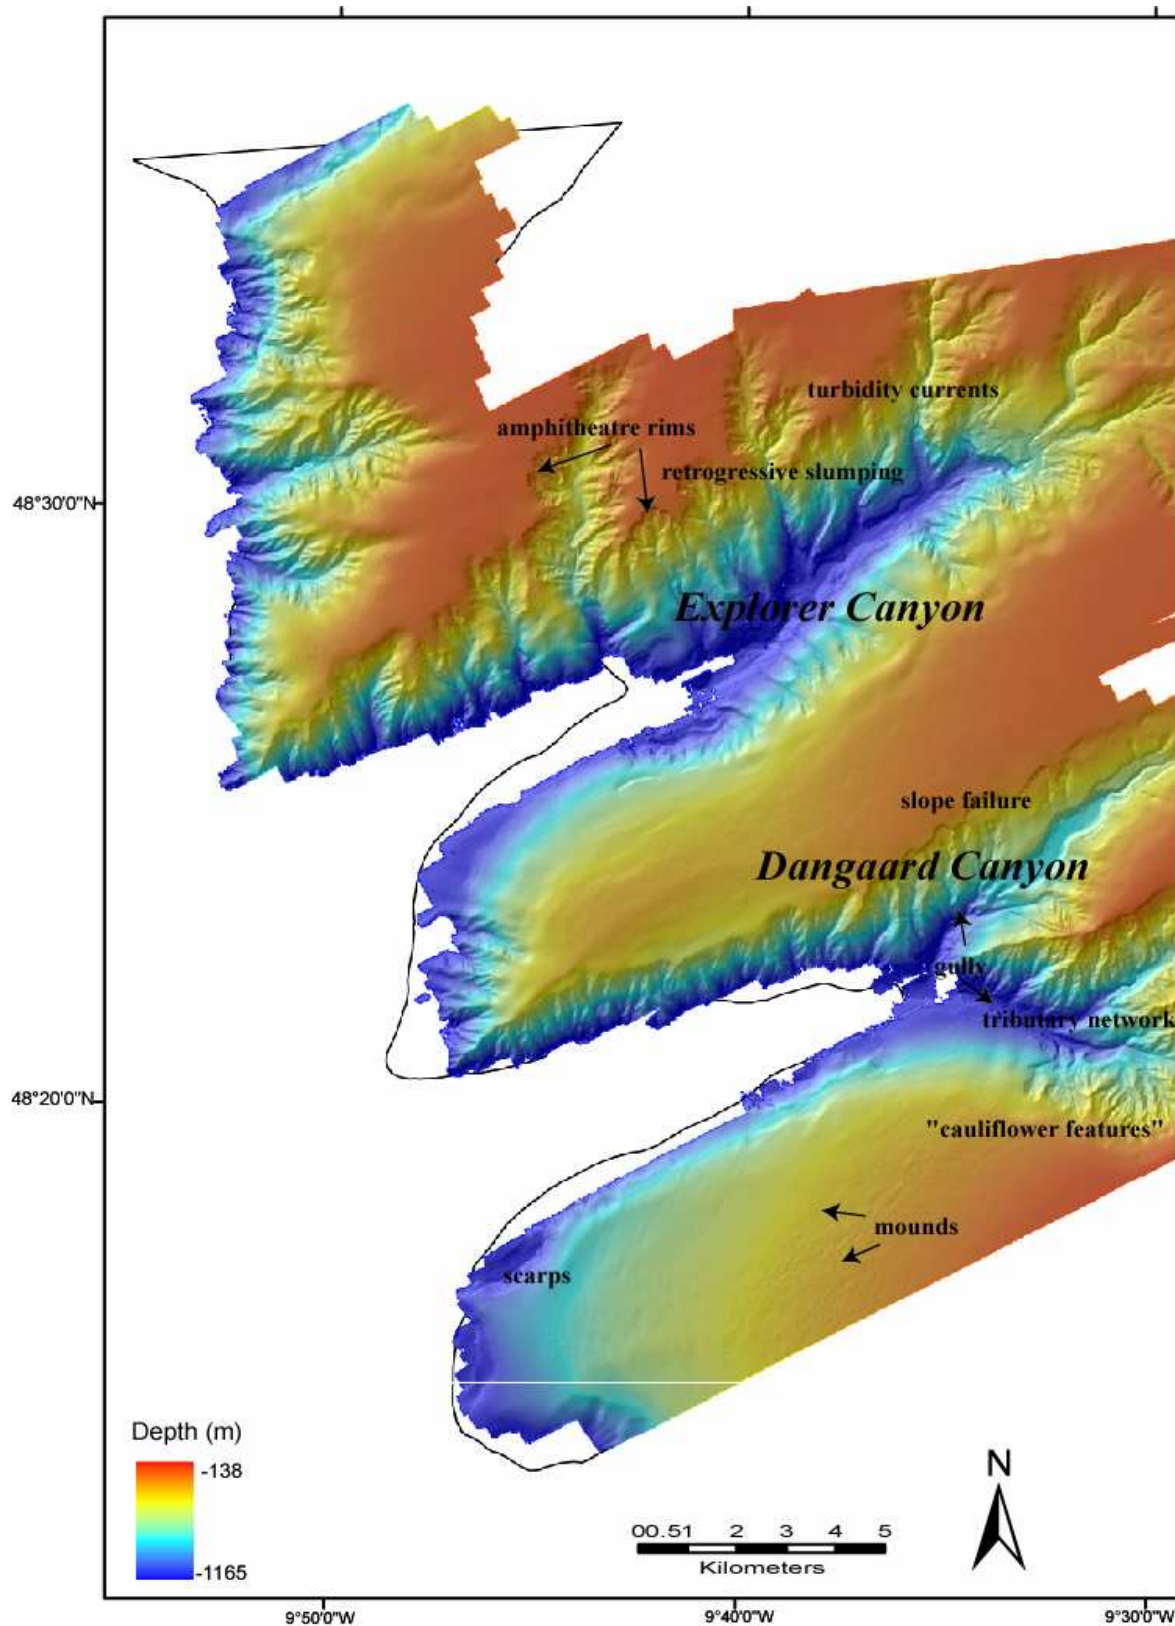 turbidity currents
amphitheatre rims
retrogressive slumping
48°30'0"N
Explorer Canyon
slope failure
Dangaard Canyon
gully
tributary network
48°20'0"N
"cauliflower features"
mounds
scarps
Depth (m)
-138
-1165
N
00.51 2 3 4 5
Kilometers
9°50'0"W 9°40'0"W 9°30'0"W